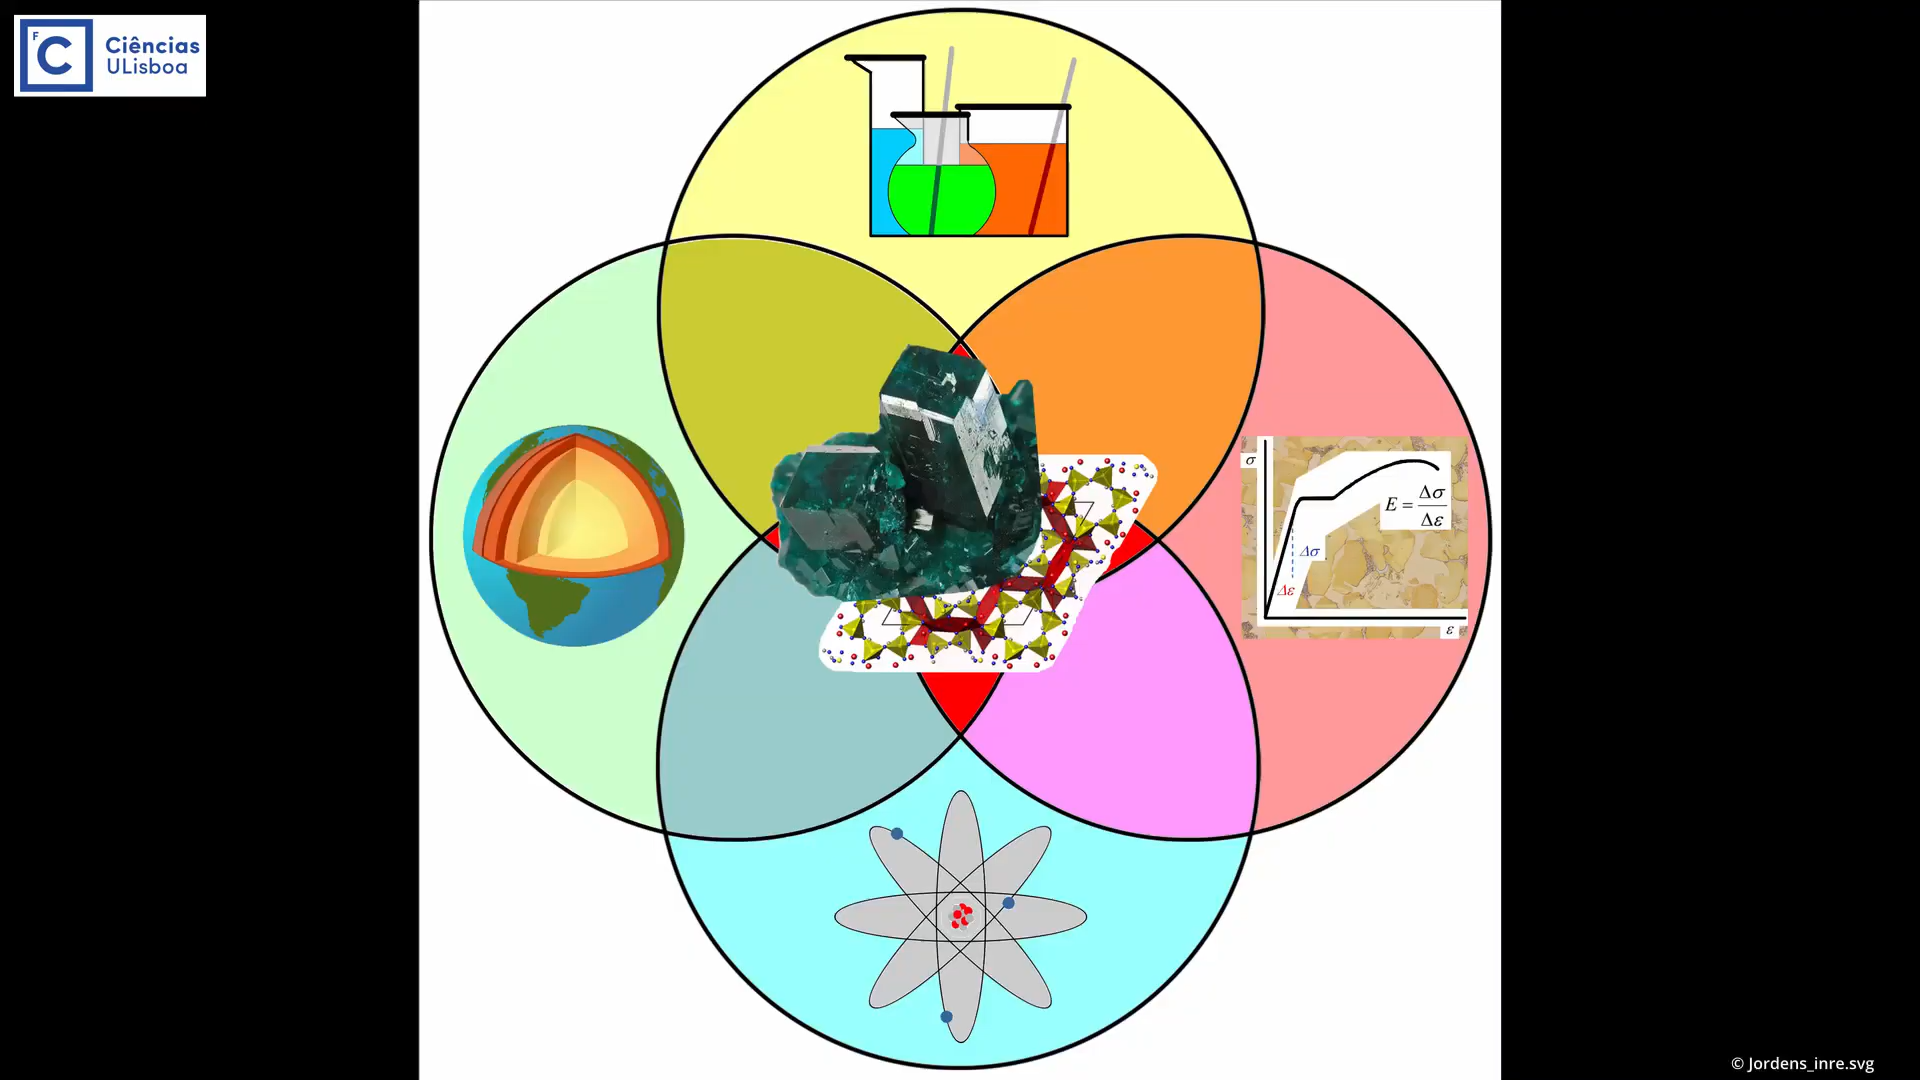 F
C
Ciências
ULisboa
σ
E = Δσ/Δε
Δσ
Δε
ε
© Jordens_inre.svg